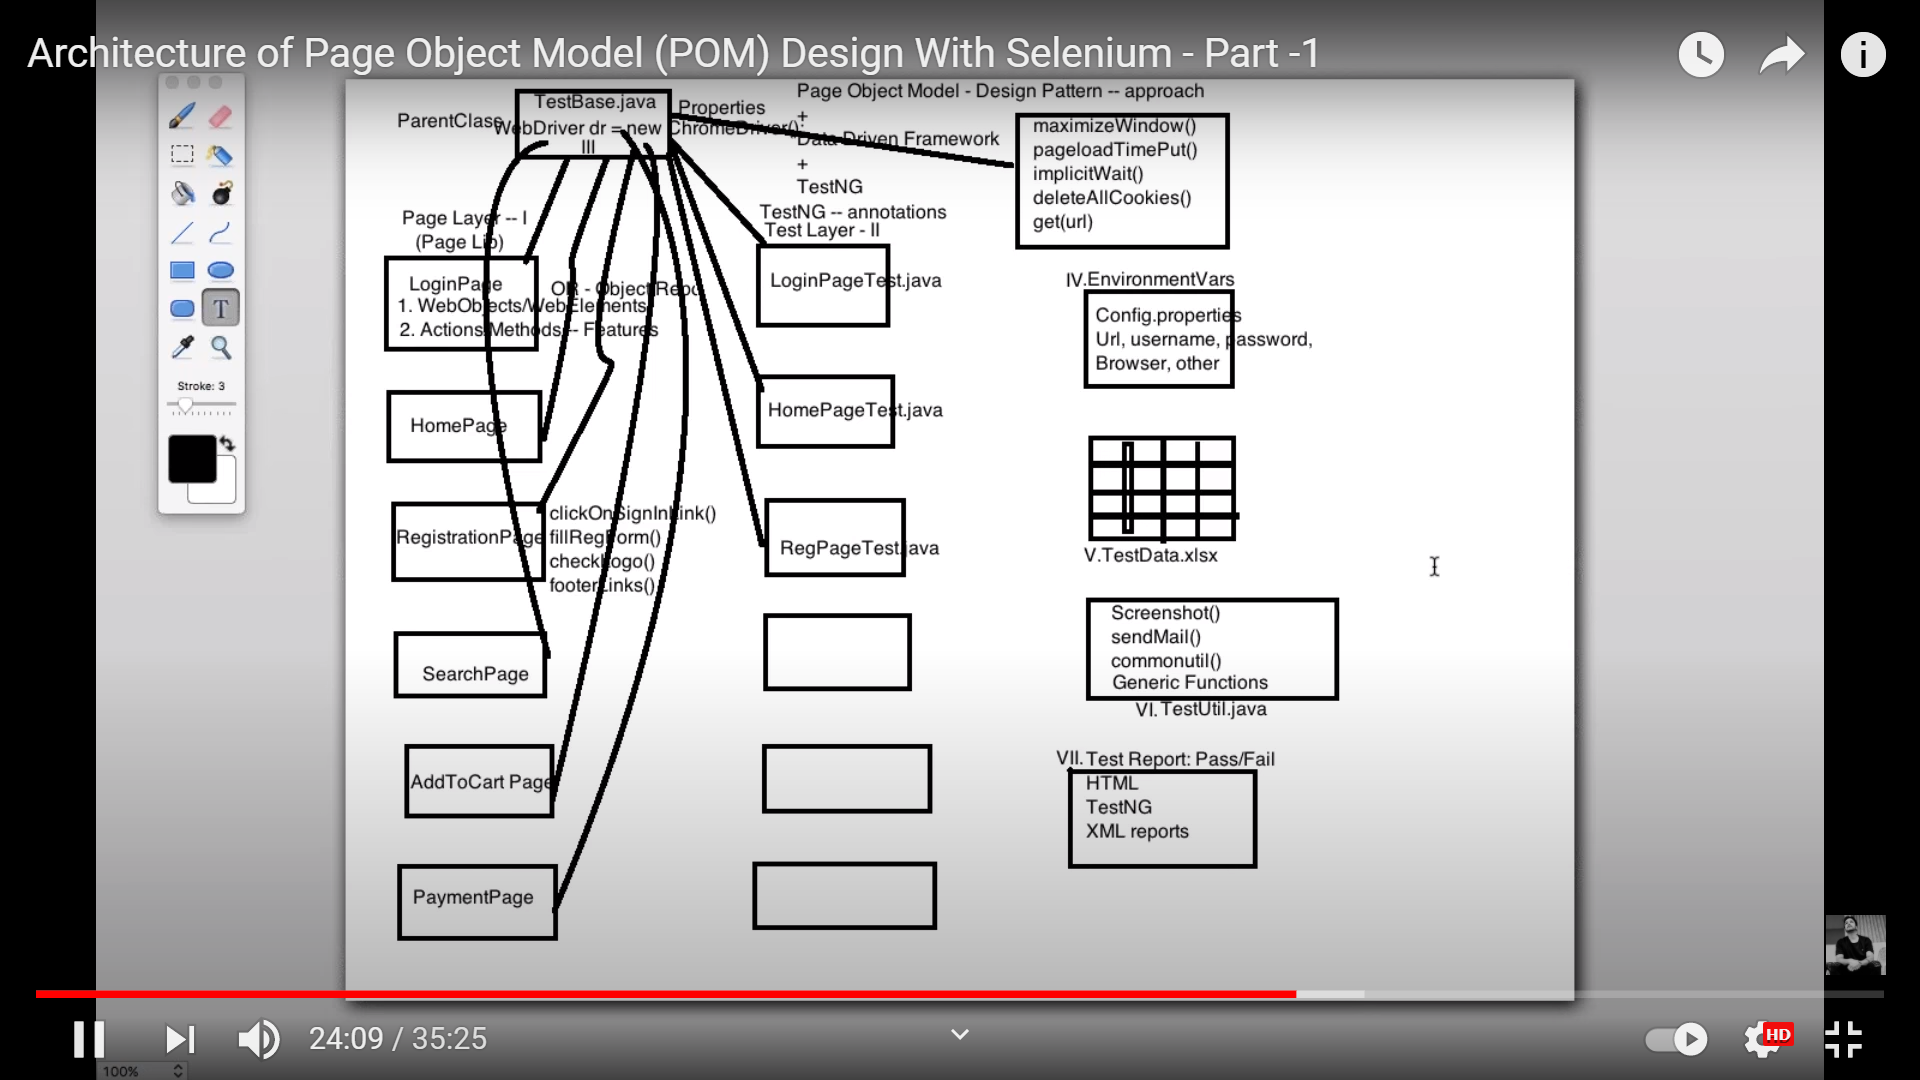 Architecture of Page Object Model (POM) Design With Selenium - Part -1
Page Object Model - Design Pattern -- approach
+
Data Driven Framework
+
TestNG
ParentClass
TestBase.java
WebDriver dr = new ChromeDriver();
III
Properties
maximizeWindow()
pageloadTimePut()
implicitWait()
deleteAllCookies()
get(url)
Page Layer -- I
(Page Lib)
LoginPage
OR - Object Repo
1. WebObjects/WebElements
2. Actions/Methods -- Features
HomePage
RegistrationPage
clickOnSignInLink()
fillRegForm()
checkLogo()
footerLinks()
SearchPage
AddToCart Page
PaymentPage
TestNG -- annotations
Test Layer - II
LoginPageTest.java
HomePageTest.java
RegPageTest.java
IV.EnvironmentVars
Config.properties
Url, username, password,
Browser, other
V.TestData.xlsx
Screenshot()
sendMail()
commonutil()
Generic Functions
VI.TestUtil.java
VII.Test Report: Pass/Fail
HTML
TestNG
XML reports
T
Stroke: 3
24:09 / 35:25
HD
100%